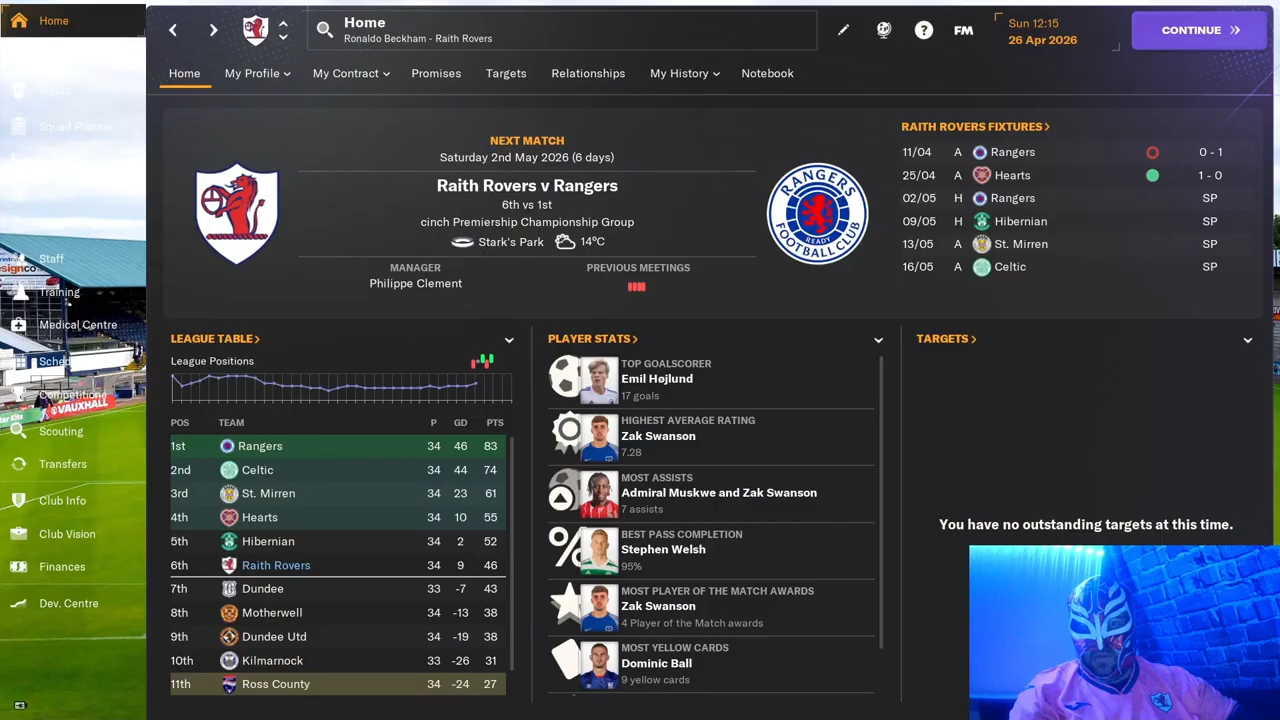 Home
Home
Ronaldo Beckham - Raith Rovers
?
FM
Sun 12:15
26 Apr 2026
CONTINUE
Home
My Profile
My Contract
Promises
Targets
Relationships
My History
Notebook
Squad
Squad Planner
Staff
Training
Medical Centre
Sched
Competitions
VAUXHALL
Scouting
Transfers
Club Info
Club Vision
Finances
Dev. Centre
NEXT MATCH
Saturday 2nd May 2026 (6 days)
Raith Rovers v Rangers
6th vs 1st
cinch Premiership Championship Group
Stark's Park 14°C
MANAGER
Philippe Clement
PREVIOUS MEETINGS
RANGERS
READY
FOOTBALL CLUB
RAITH ROVERS FIXTURES
11/04 A Rangers 0 - 1
25/04 A Hearts 1 - 0
02/05 H Rangers SP
09/05 H Hibernian SP
13/05 A St. Mirren SP
16/05 A Celtic SP
LEAGUE TABLE
League Positions
POS TEAM P GD PTS
1st Rangers 34 46 83
2nd Celtic 34 44 74
3rd St. Mirren 34 23 61
4th Hearts 34 10 55
5th Hibernian 34 2 52
6th Raith Rovers 34 9 46
7th Dundee 33 -7 43
8th Motherwell 34 -13 38
9th Dundee Utd 34 -19 38
10th Kilmarnock 33 -26 31
11th Ross County 34 -24 27
PLAYER STATS
TOP GOALSCORER
Emil Højlund
17 goals
HIGHEST AVERAGE RATING
Zak Swanson
7.28
MOST ASSISTS
Admiral Muskwe and Zak Swanson
7 assists
BEST PASS COMPLETION
Stephen Welsh
95%
MOST PLAYER OF THE MATCH AWARDS
Zak Swanson
4 Player of the Match awards
MOST YELLOW CARDS
Dominic Ball
9 yellow cards
TARGETS
You have no outstanding targets at this time.